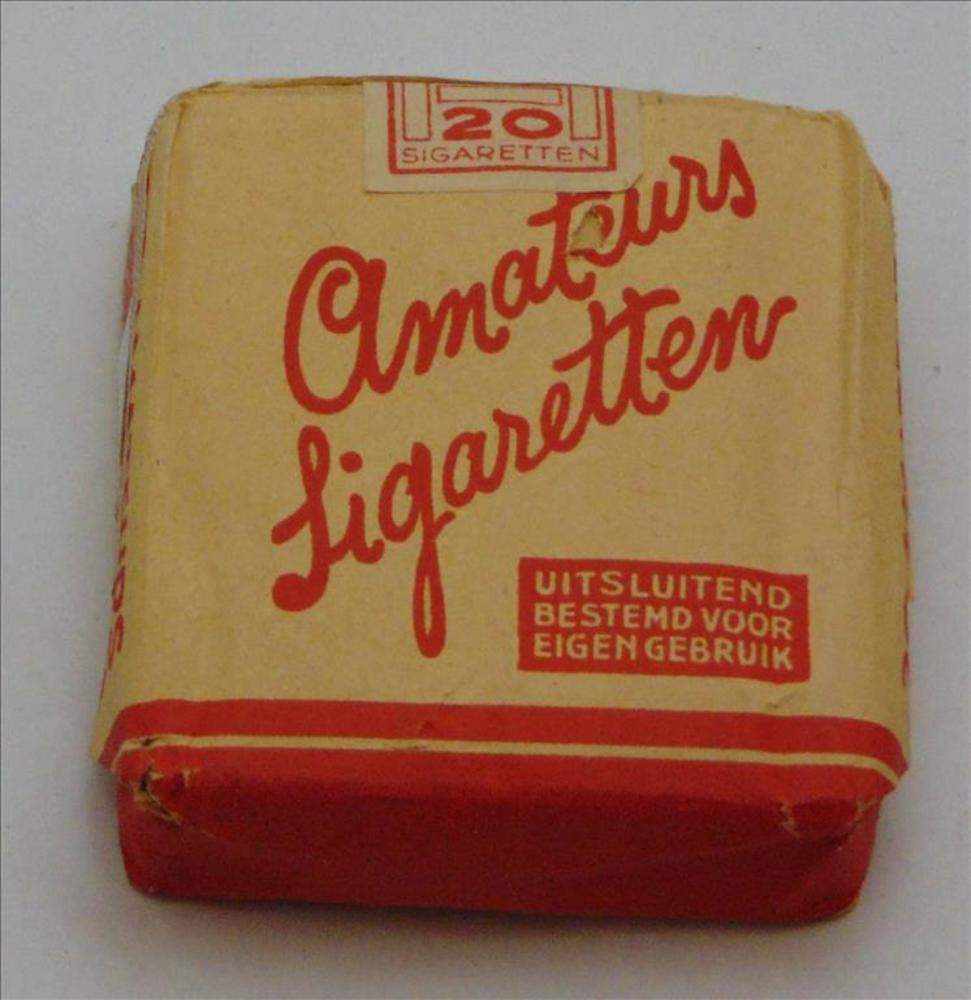 20
SIGARETTEN
Amateurs
Sigaretten
UITSLUITEND
BESTEMD VOOR
EIGEN GEBRUIK